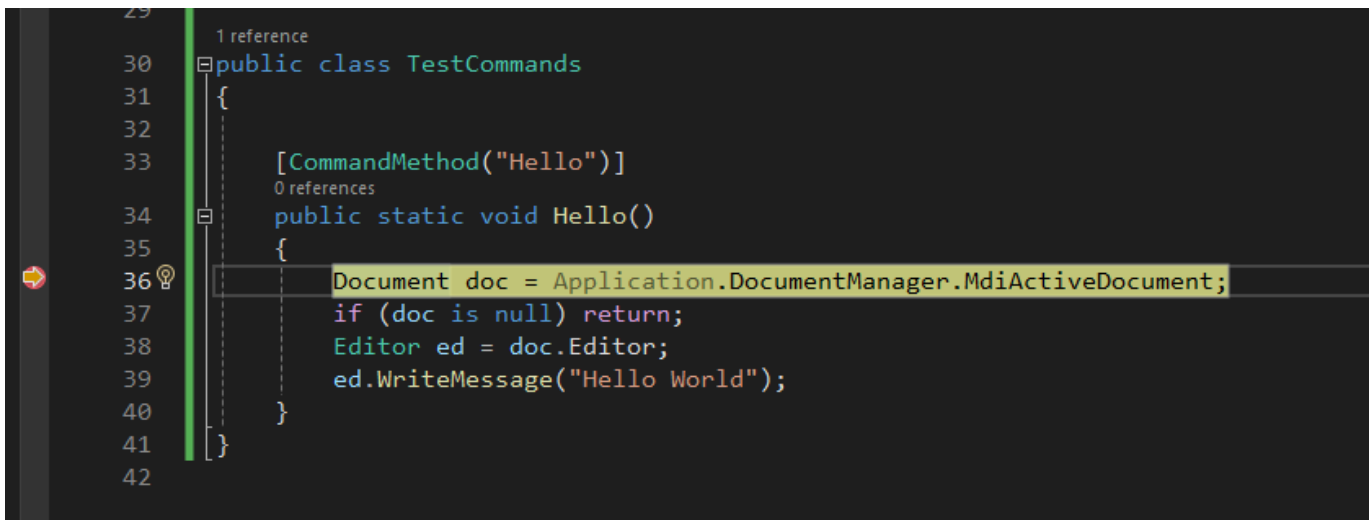 29
1 reference
30 public class TestCommands
31 {
32
33 [CommandMethod("Hello")]
0 references
34 public static void Hello()
35 {
36 Document doc = Application.DocumentManager.MdiActiveDocument;
37 if (doc is null) return;
38 Editor ed = doc.Editor;
39 ed.WriteMessage("Hello World");
40 }
41 }
42